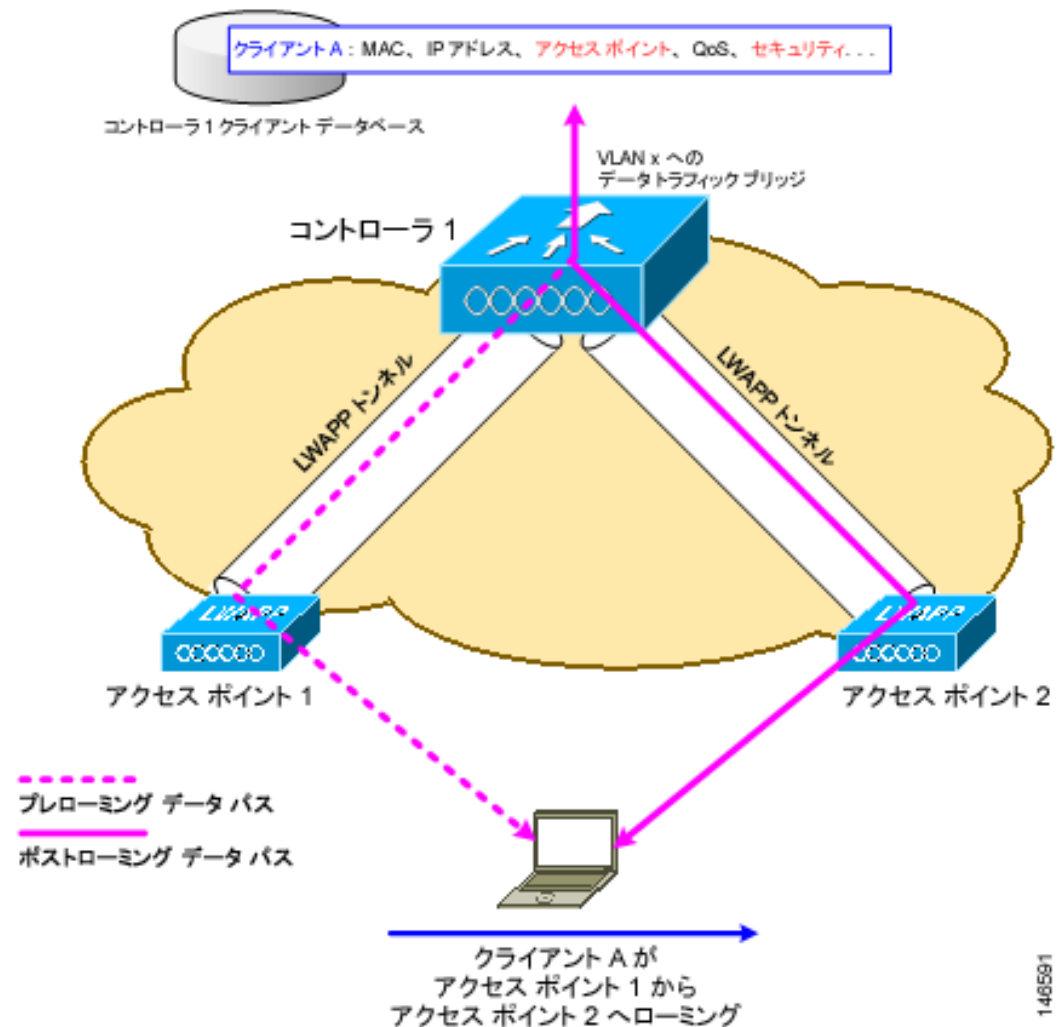 クライアント A : MAC、 IP アドレス、 アクセス ポイント、 QoS、 セキュリティ. . .
コントローラ 1 クライアント データベース
VLAN x への
データ トラフィック ブリッジ
コントローラ 1
LWAPP トンネル
LWAPP トンネル
LWAPP
LWAPP
アクセス ポイント 1
アクセス ポイント 2
プレローミング データ パス
ポストローミング データ パス
クライアント A が
アクセス ポイント 1 から
アクセス ポイント 2 へローミング
146591